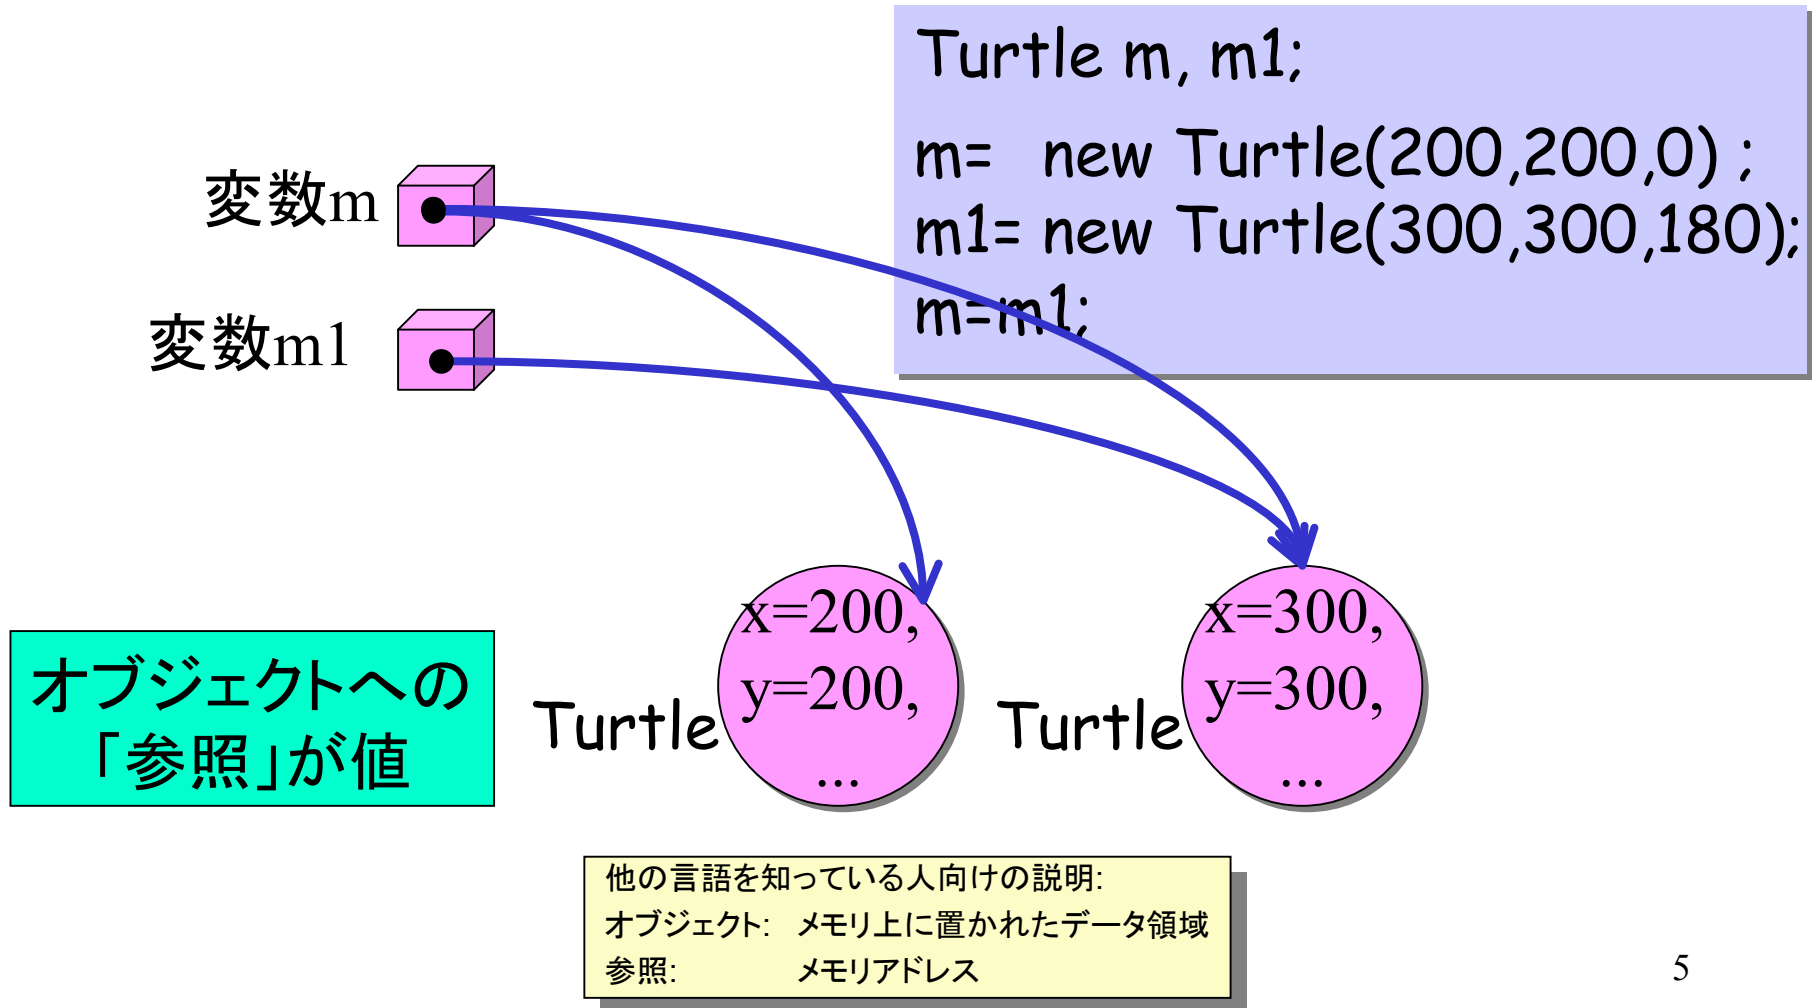 Turtle m, m1;
m= new Turtle(200,200,0) ;
m1= new Turtle(300,300,180);
m=m1;
変数m
変数m1
オブジェクトへの
「参照」が値
Turtle
x=200,
y=200,
...
Turtle
x=300,
y=300,
...
他の言語を知っている人向けの説明:
オブジェクト: メモリ上に置かれたデータ領域
参照: メモリアドレス
5